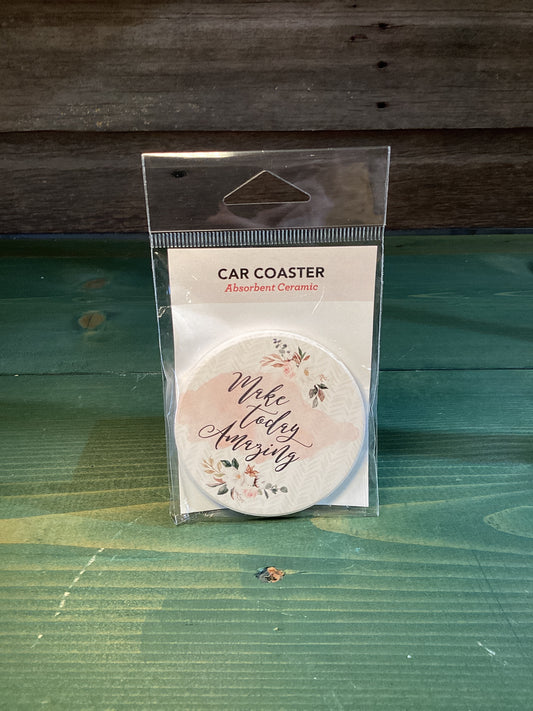 CAR COASTER
Absorbent Ceramic
Make
today
Amazing